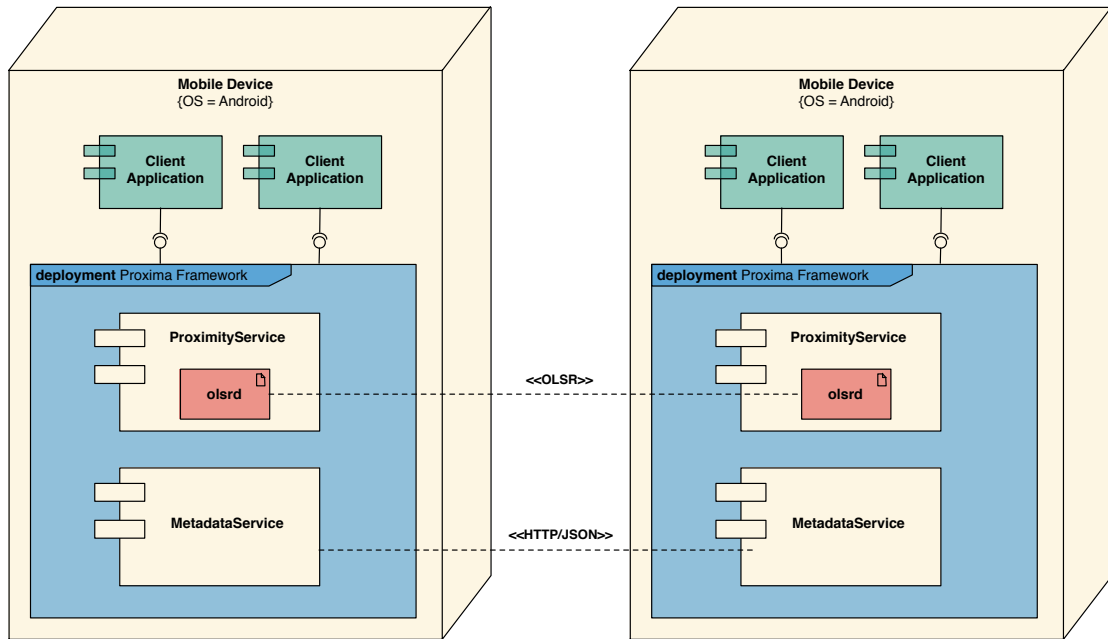 Mobile Device
{OS = Android}
Client
Application
Client
Application
deployment Proxima Framework
ProximityService
olsrd
MetadataService
<<OLSR>>
<<HTTP/JSON>>
Mobile Device
{OS = Android}
Client
Application
Client
Application
deployment Proxima Framework
ProximityService
olsrd
MetadataService